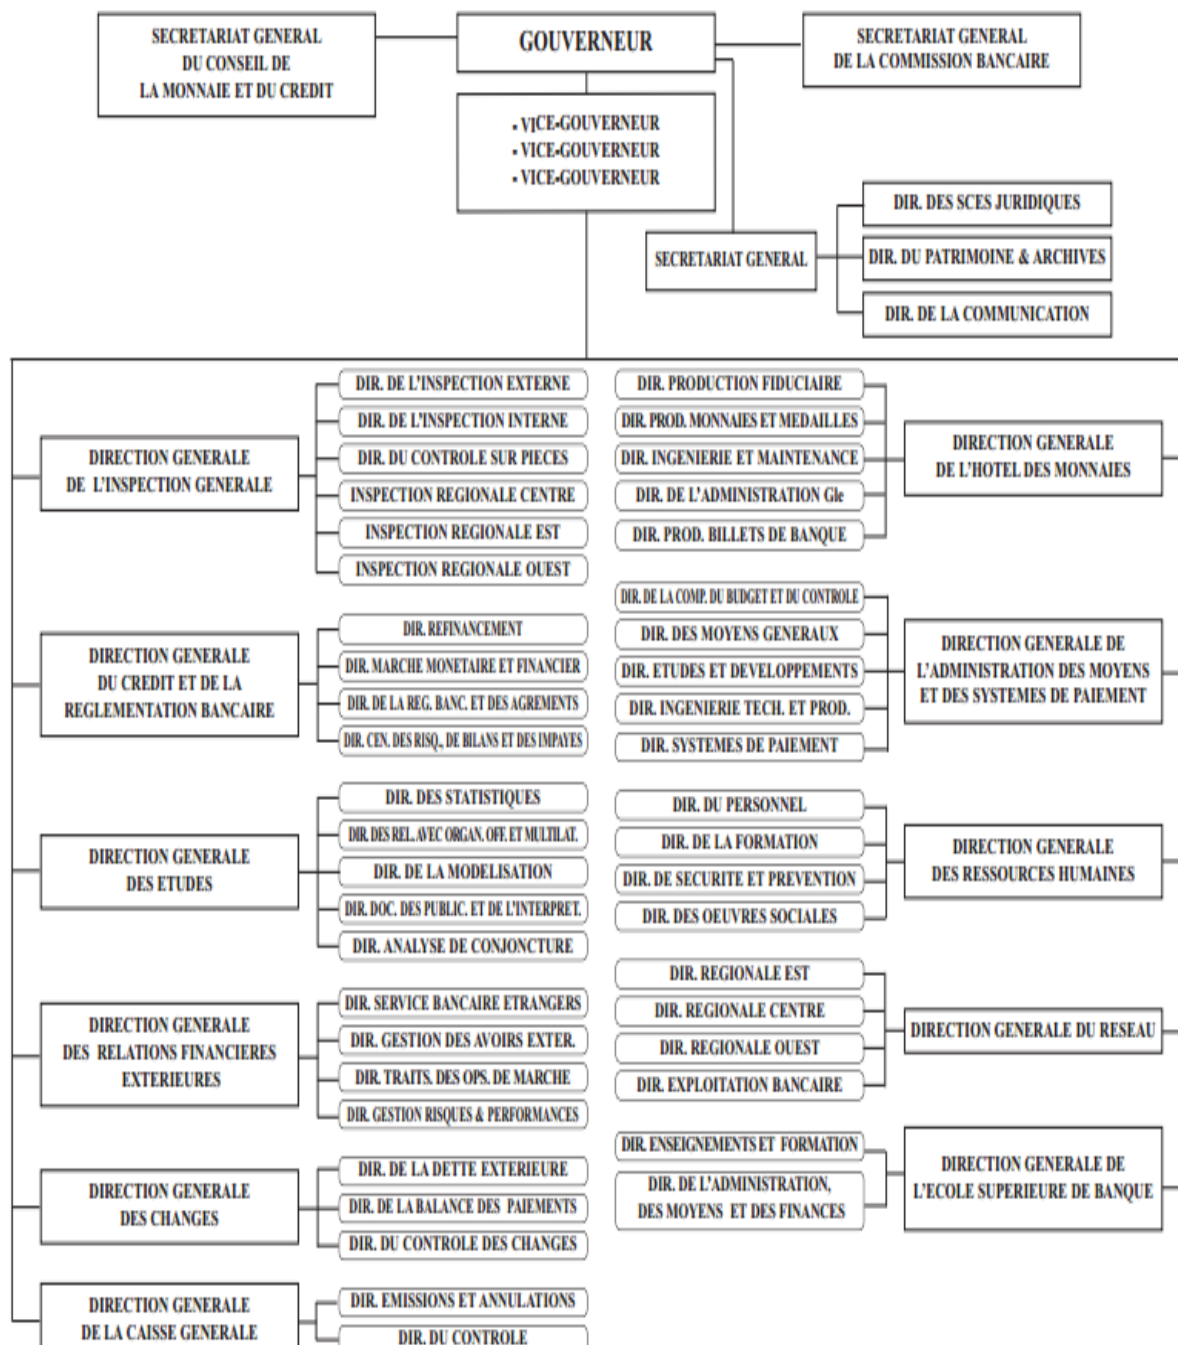 SECRETARIAT GENERAL
DU CONSEIL DE
LA MONNAIE ET DU CREDIT
GOUVERNEUR
SECRETARIAT GENERAL
DE LA COMMISSION BANCAIRE
- VICE-GOUVERNEUR
- VICE-GOUVERNEUR
- VICE-GOUVERNEUR
SECRETARIAT GENERAL
DIR. DES SCES JURIDIQUES
DIR. DU PATRIMOINE & ARCHIVES
DIR. DE LA COMMUNICATION
DIRECTION GENERALE
DE L'INSPECTION GENERALE
DIR. DE L'INSPECTION EXTERNE
DIR. DE L'INSPECTION INTERNE
DIR. DU CONTROLE SUR PIECES
INSPECTION REGIONALE CENTRE
INSPECTION REGIONALE EST
INSPECTION REGIONALE OUEST
DIRECTION GENERALE
DU CREDIT ET DE LA
REGLEMENTATION BANCAIRE
DIR. REFINANCEMENT
DIR. MARCHE MONETAIRE ET FINANCIER
DIR. DE LA REG. BANC. ET DES AGREMENTS
DIR. CEN. DES RISQ., DE BILANS ET DES IMPAYES
DIRECTION GENERALE
DES ETUDES
DIR. DES STATISTIQUES
DIR. DES REL. AVEC ORGAN. OFF. ET MULTILAT.
DIR. DE LA MODELISATION
DIR. DOC. DES PUBLIC. ET DE L'INTERPRET.
DIR. ANALYSE DE CONJONCTURE
DIRECTION GENERALE
DES RELATIONS FINANCIERES
EXTERIEURES
DIR. SERVICE BANCAIRE ETRANGERS
DIR. GESTION DES AVOIRS EXTER.
DIR. TRAITS. DES OPS. DE MARCHE
DIR. GESTION RISQUES & PERFORMANCES
DIRECTION GENERALE
DES CHANGES
DIR. DE LA DETTE EXTERIEURE
DIR. DE LA BALANCE DES PAIEMENTS
DIR. DU CONTROLE DES CHANGES
DIRECTION GENERALE
DE LA CAISSE GENERALE
DIR. EMISSIONS ET ANNULATIONS
DIR. DU CONTROLE
DIR. PRODUCTION FIDUCIAIRE
DIR. PROD. MONNAIES ET MEDAILLES
DIR. INGENIERIE ET MAINTENANCE
DIR. DE L'ADMINISTRATION Gle
DIR. PROD. BILLETS DE BANQUE
DIRECTION GENERALE
DE L'HOTEL DES MONNAIES
DIR. DE LA COMP. DU BUDGET ET DU CONTROLE
DIR. DES MOYENS GENERAUX
DIR. ETUDES ET DEVELOPPEMENTS
DIR. INGENIERIE TECH. ET PROD.
DIR. SYSTEMES DE PAIEMENT
DIRECTION GENERALE DE
L'ADMINISTRATION DES MOYENS
ET DES SYSTEMES DE PAIEMENT
DIR. DU PERSONNEL
DIR. DE LA FORMATION
DIR. DE SECURITE ET PREVENTION
DIR. DES OEUVRES SOCIALES
DIRECTION GENERALE
DES RESSOURCES HUMAINES
DIR. REGIONALE EST
DIR. REGIONALE CENTRE
DIR. REGIONALE OUEST
DIR. EXPLOITATION BANCAIRE
DIRECTION GENERALE DU RESEAU
DIR. ENSEIGNEMENTS ET FORMATION
DIR. DE L'ADMINISTRATION,
DES MOYENS ET DES FINANCES
DIRECTION GENERALE DE
L'ECOLE SUPERIEURE DE BANQUE